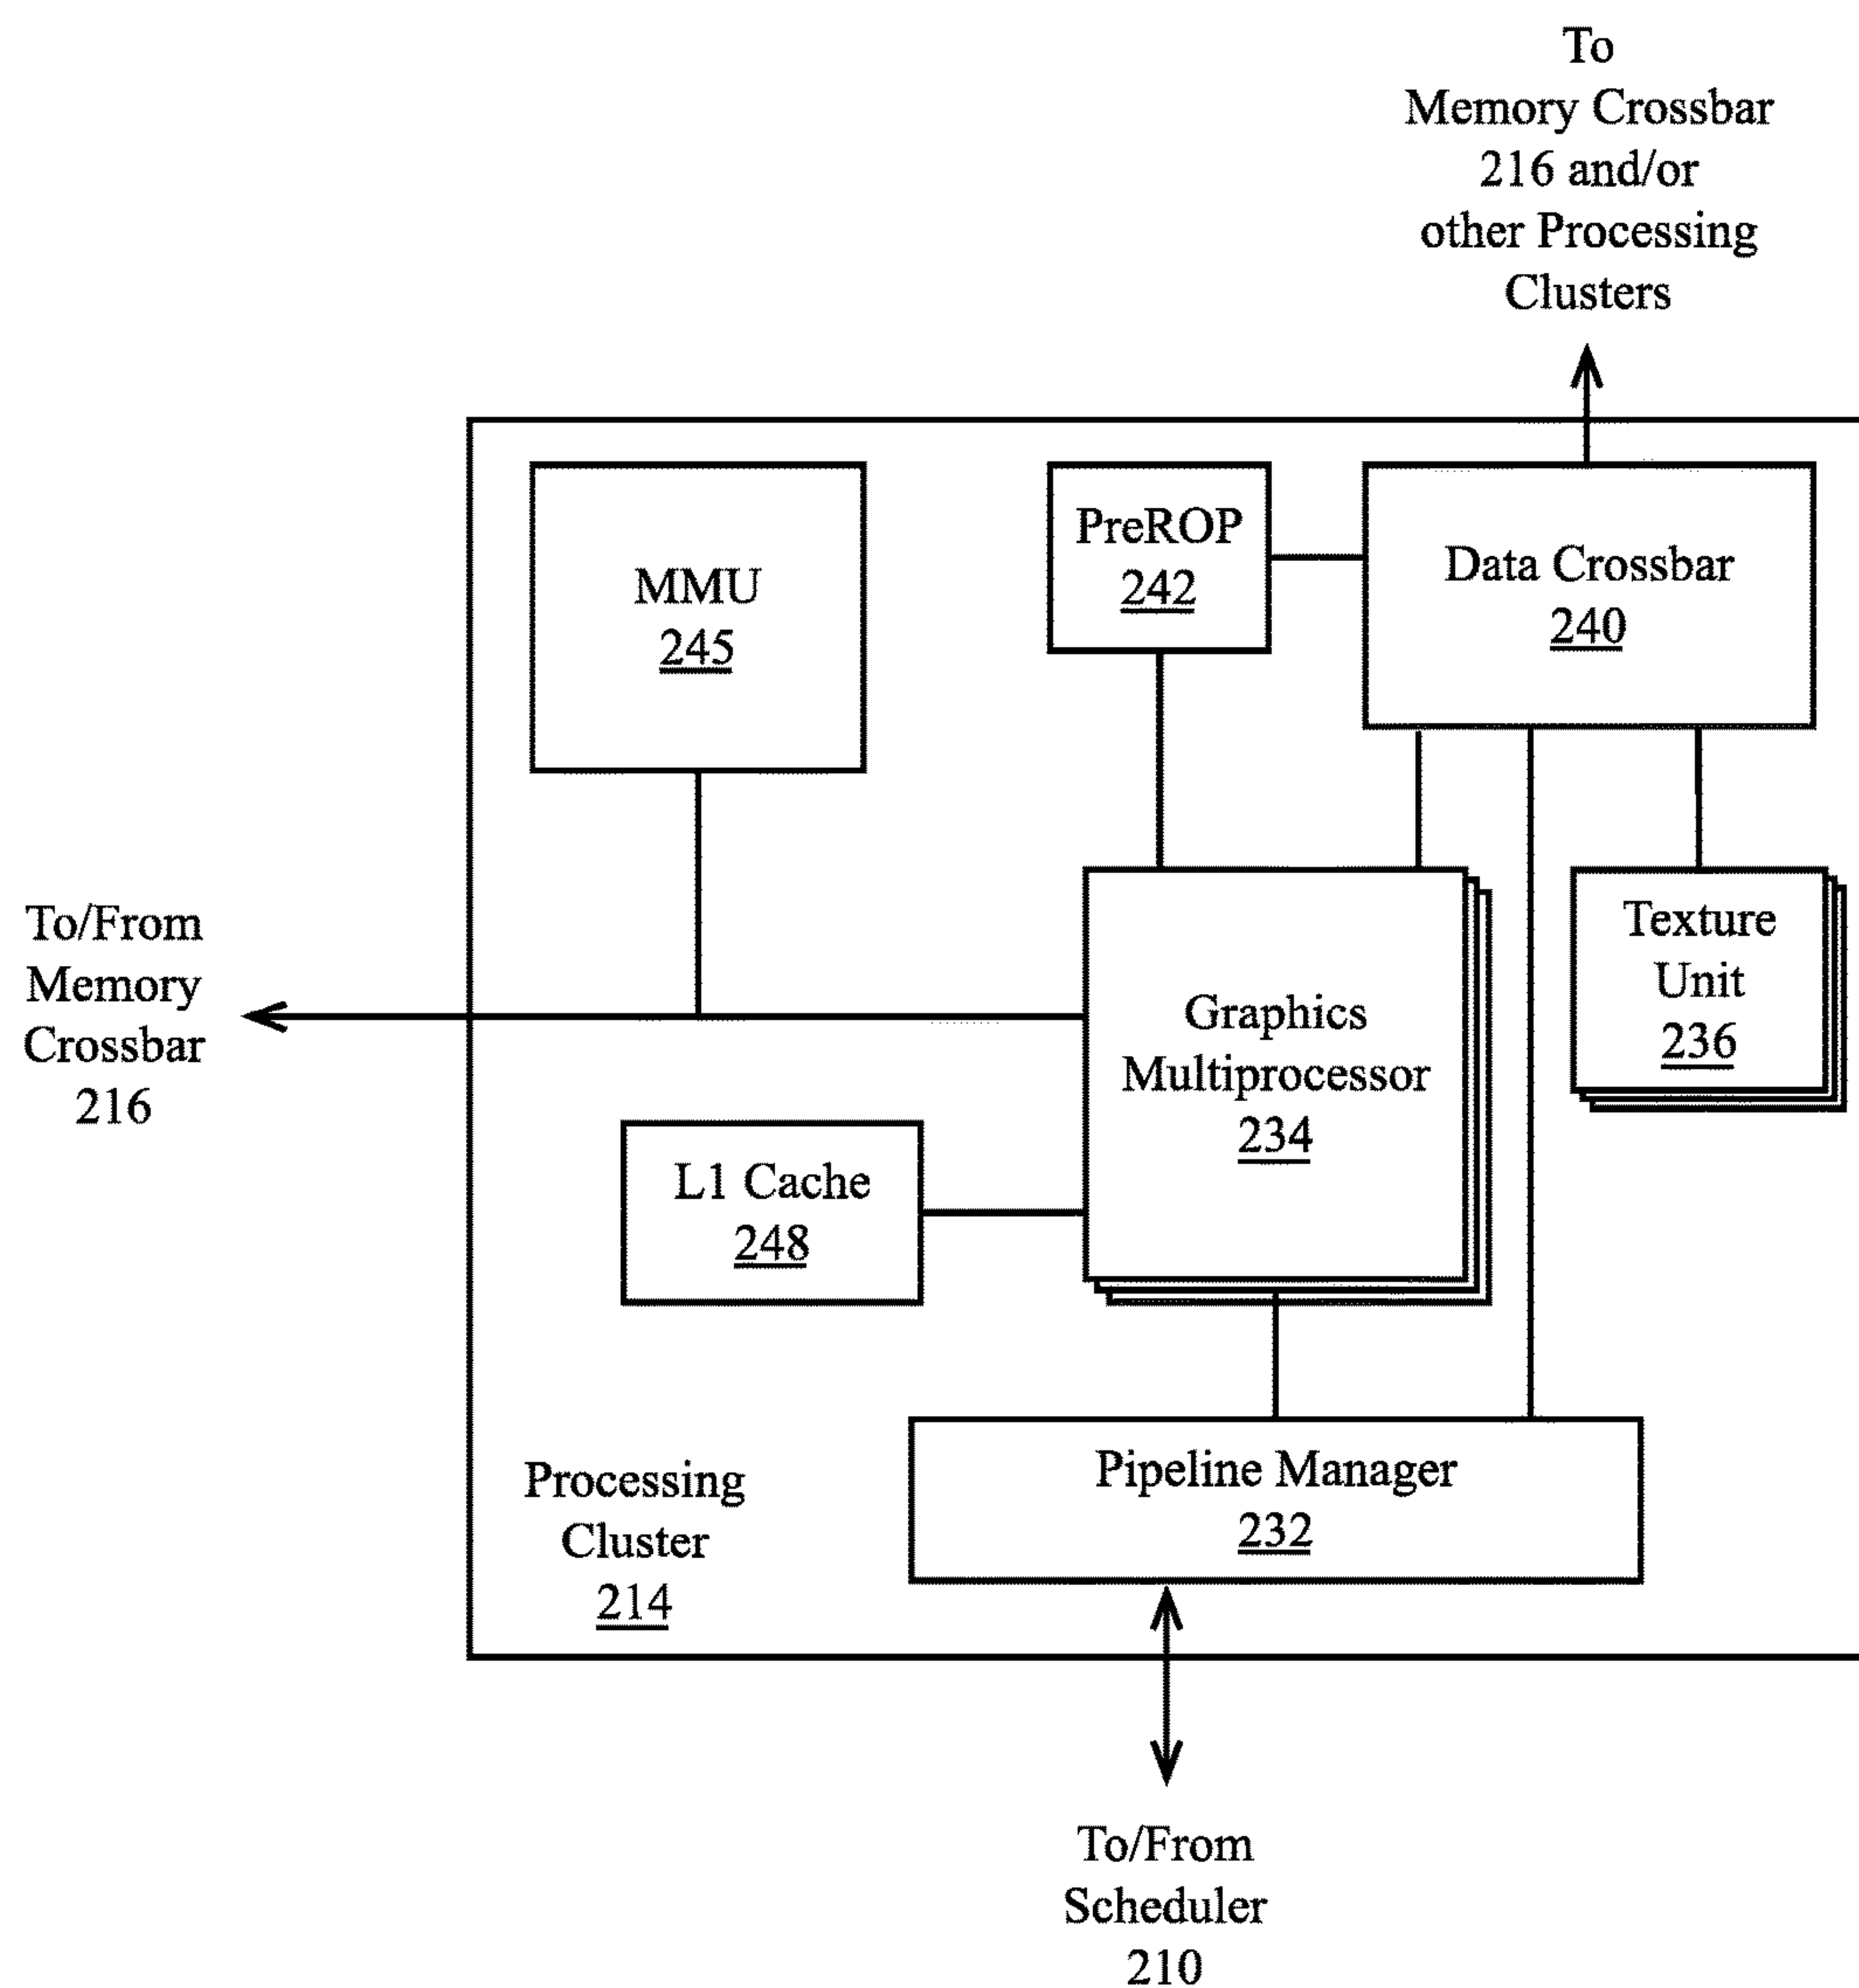 To
Memory Crossbar
216 and/or
other Processing
Clusters
MMU
245
PreROP
242
Data Crossbar
240
To/From
Memory
Crossbar
216
Graphics
Multiprocessor
234
Texture
Unit
236
L1 Cache
248
Pipeline Manager
232
Processing
Cluster
214
To/From
Scheduler
210